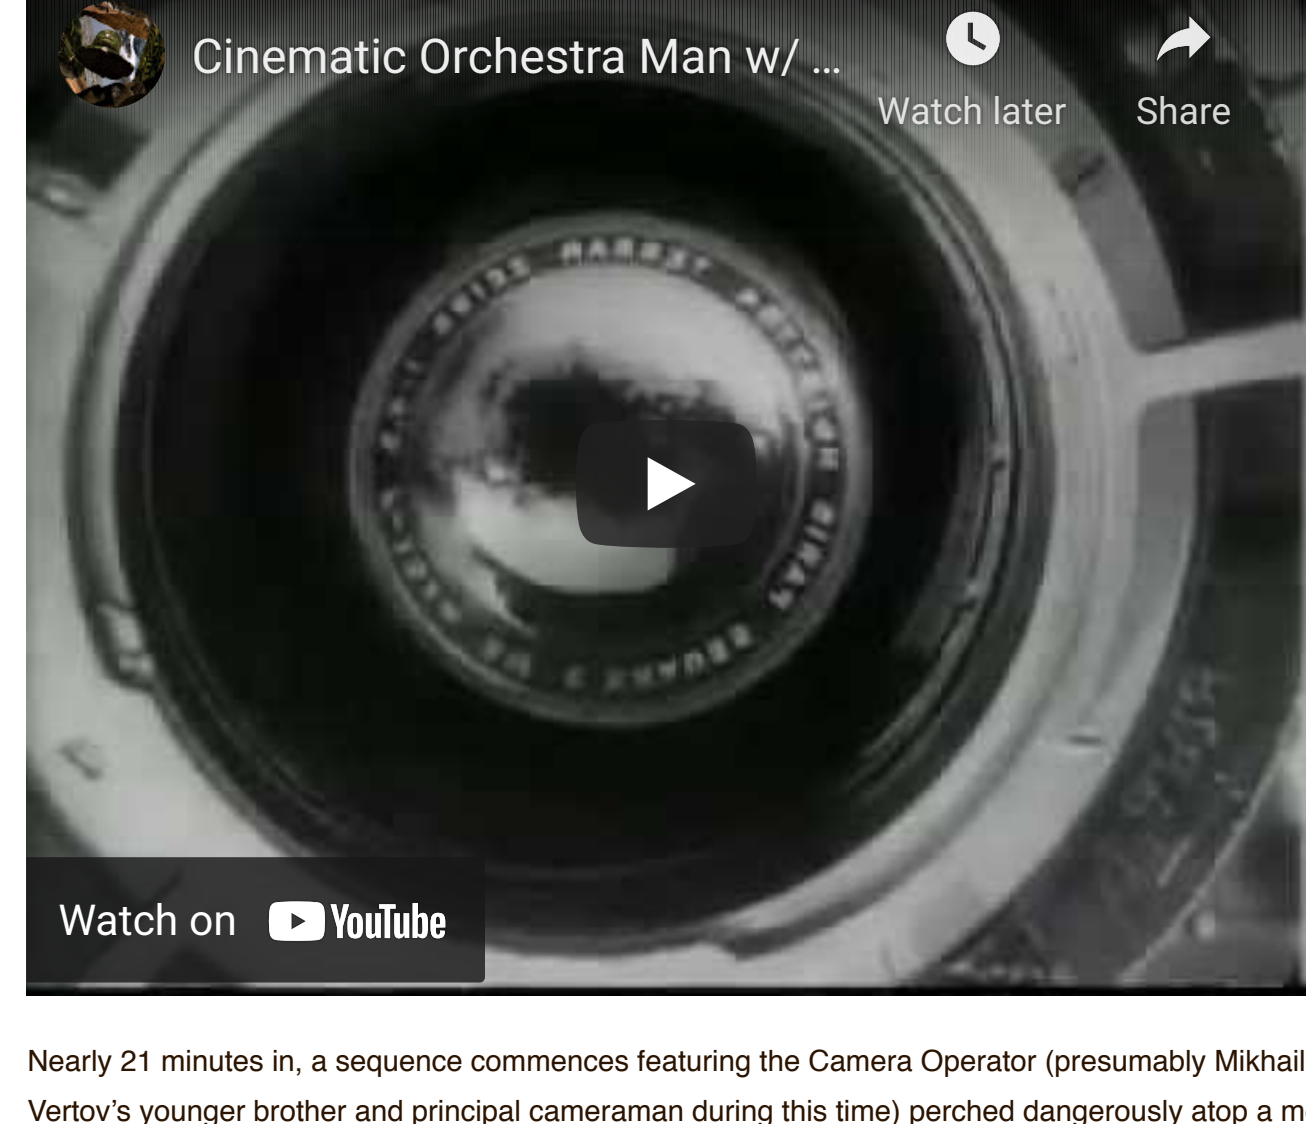 Cinematic Orchestra Man w/ ...
Watch later
Share
Watch on YouTube
Nearly 21 minutes in, a sequence commences featuring the Camera Operator (presumably Mikhail
Vertov’s younger brother and principal cameraman during this time) perched dangerously atop a